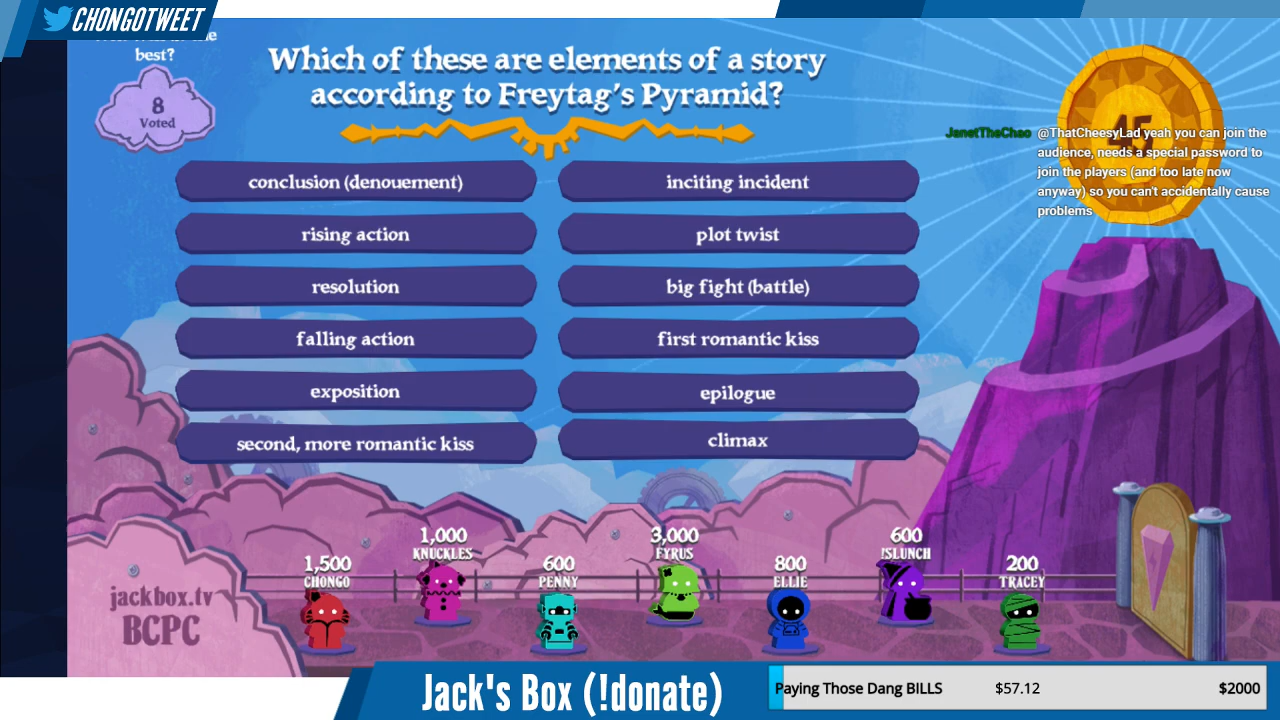 CHONGOTWEET
best?
8
Voted
Which of these are elements of a story
according to Freytag's Pyramid?
45
JanetTheChao @ThatCheesyLad yeah you can join the
audience, needs a special password to
join the players (and too late now
anyway) so you can't accidentally cause
problems
conclusion (denouement)
inciting incident
rising action
plot twist
resolution
big fight (battle)
falling action
first romantic kiss
exposition
epilogue
second, more romantic kiss
climax
1,500
CHONGO
1,000
KNUCKLES
600
PENNY
3,000
FYRUS
800
ELLIE
600
!SLUNCH
200
TRACEY
jackbox.tv
BCPC
Jack's Box (!donate)
Paying Those Dang BILLS $57.12 $2000